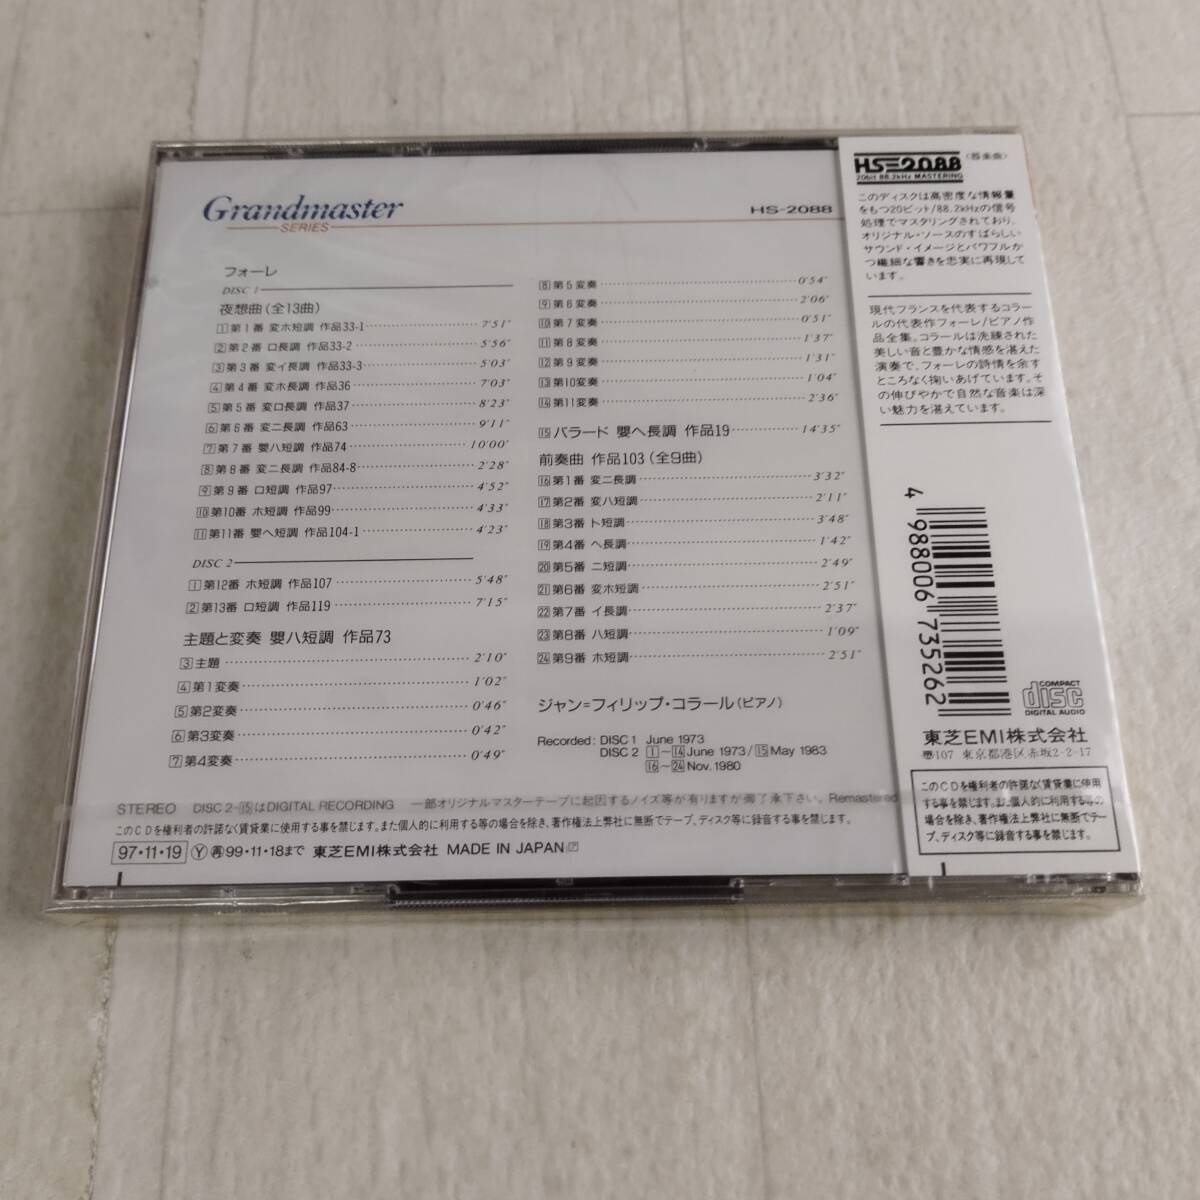 Grandmaster
SERIES
HS-2088
フォーレ
DISC 1
夜想曲(全13曲)
1 第1番 変ホ短調 作品33-1 7'51"
2 第2番 ロ長調 作品33-2 5'56"
3 第3番 変イ長調 作品33-3 5'03"
4 第4番 変ホ長調 作品36 7'03"
5 第5番 変ロ長調 作品37 8'23"
6 第6番 変ニ長調 作品63 9'11"
7 第7番 嬰ハ短調 作品74 10'00"
8 第8番 変ニ長調 作品84-8 2'28"
9 第9番 ロ短調 作品97 4'52"
10 第10番 ホ短調 作品99 4'33"
11 第11番 嬰ヘ短調 作品104-1 4'23"
DISC 2
1 第12番 ホ短調 作品107 5'48"
2 第13番 ロ短調 作品119 7'15"
主題と変奏 嬰ハ短調 作品73
3 主題 2'10"
4 第1変奏 1'02"
5 第2変奏 0'46"
6 第3変奏 0'42"
7 第4変奏 0'49"
8 第5変奏 0'54"
9 第6変奏 2'06"
10 第7変奏 0'51"
11 第8変奏 1'37"
12 第9変奏 1'31"
13 第10変奏 1'04"
14 第11変奏 2'36"
15 バラード 嬰ヘ長調 作品19 14'35"
前奏曲 作品103(全9曲)
16 第1番 変ニ長調 3'32"
17 第2番 変ハ短調 2'11"
18 第3番 ト短調 3'48"
19 第4番 ヘ長調 1'42"
20 第5番 ニ短調 2'49"
21 第6番 変ホ短調 2'51"
22 第7番 イ長調 2'37"
23 第8番 ハ短調 1'09"
24 第9番 ホ短調 2'51"
ジャン=フィリップ・コラール(ピアノ)
Recorded: DISC 1 June 1973
DISC 2 1~14 June 1973/15 May 1983
16~24 Nov. 1980
STEREO DISC 2-15はDIGITAL RECORDING 一部オリジナルマスターテープに起因するノイズ等が有りますが御了承下さい。 Remastered
このCDを権利者の許諾なく賃貸業に使用する事を禁じます。また個人的に利用する等の場合を除き、著作権法上弊社に無断でテープ、ディスク等に録音する事を禁じます。
97・11・19 Ⓨ 再 99・11・18まで 東芝EMI株式会社 MADE IN JAPAN P
HS-2088 〈器楽曲〉
20bit 88.2kHz MASTERING
このディスクは高密度な情報量
をもつ20ビット/88.2kHzの信号
処理でマスタリングされており、
オリジナル・ソースのすばらしい
サウンド・イメージとパワフルか
つ繊細な響きを忠実に再現して
います。
現代フランスを代表するコラー
ルの代表作フォーレ/ピアノ作
品全集。コラールは洗練された
美しい音と豊かな情感を湛えた
演奏で、フォーレの詩情を余す
ところなく掬いあげています。そ
の伸びやかで自然な音楽は深
い魅力を湛えています。
4 988006 735262
COMPACT
disc
DIGITAL AUDIO
東芝EMI株式会社
〠107 東京都港区赤坂2-2-17
このCDを権利者の許諾なく賃貸業に使用
する事を禁じます。また個人的に利用する等の
場合を除き、著作権法上弊社に無断でテー
プ、ディスク等に録音する事を禁じます。